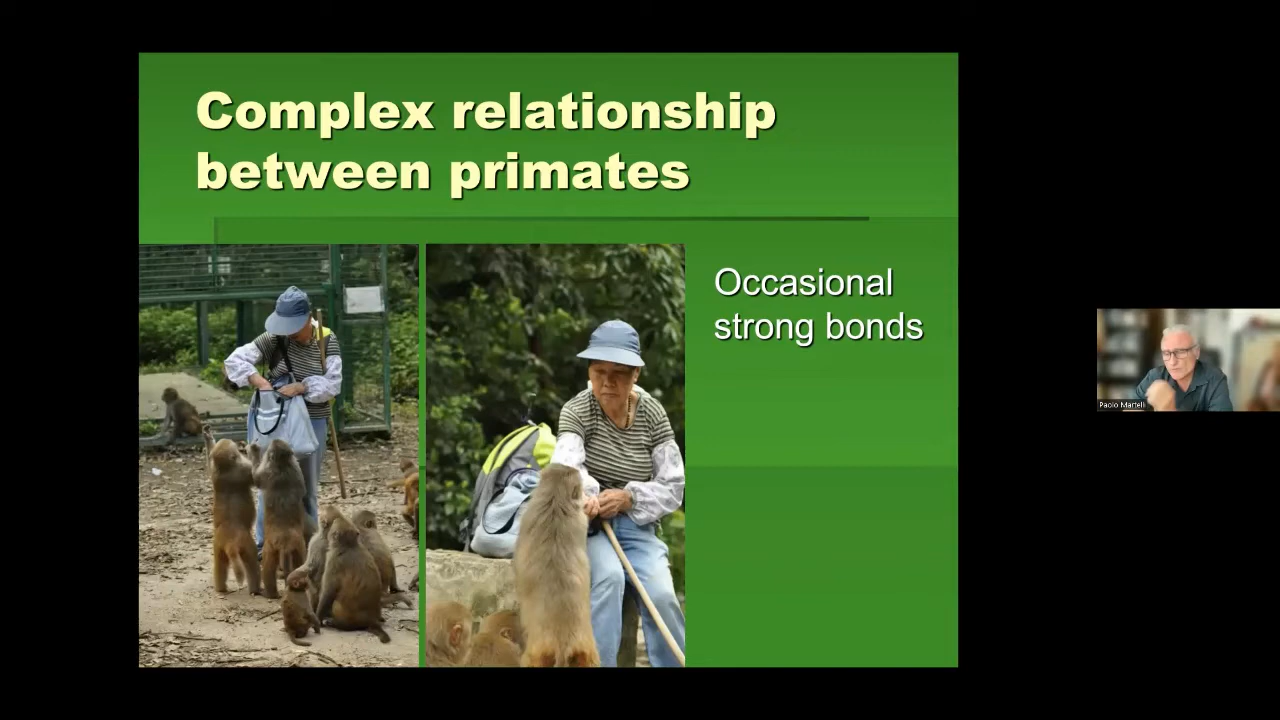 Complex relationship
between primates
Occasional
strong bonds
Paolo Martelli